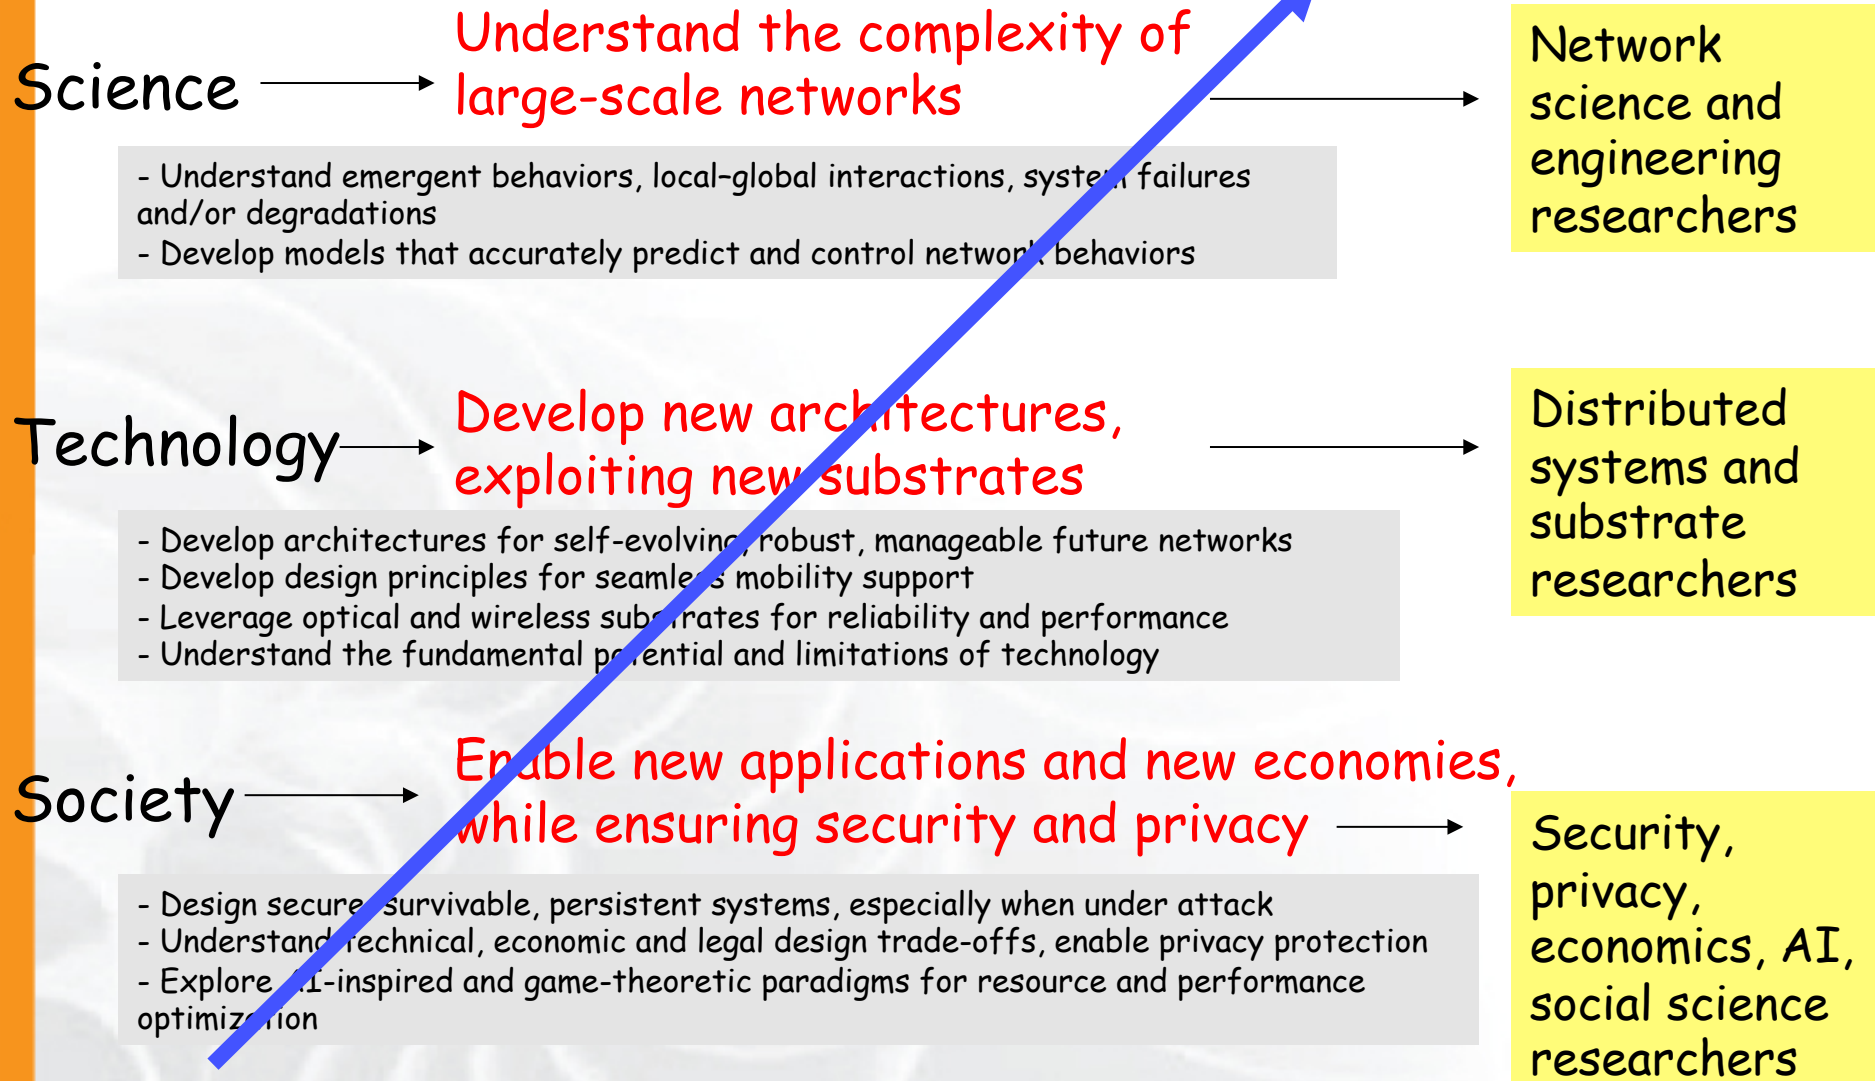 Science
Understand the complexity of
large-scale networks
Network
science and
engineering
researchers
- Understand emergent behaviors, local–global interactions, system failures
and/or degradations
- Develop models that accurately predict and control network behaviors
Technology
Develop new architectures,
exploiting new substrates
Distributed
systems and
substrate
researchers
- Develop architectures for self-evolving, robust, manageable future networks
- Develop design principles for seamless mobility support
- Leverage optical and wireless substrates for reliability and performance
- Understand the fundamental potential and limitations of technology
Society
Enable new applications and new economies,
while ensuring security and privacy
Security,
privacy,
economics, AI,
social science
researchers
- Design secure, survivable, persistent systems, especially when under attack
- Understand technical, economic and legal design trade-offs, enable privacy protection
- Explore AI-inspired and game-theoretic paradigms for resource and performance
optimization